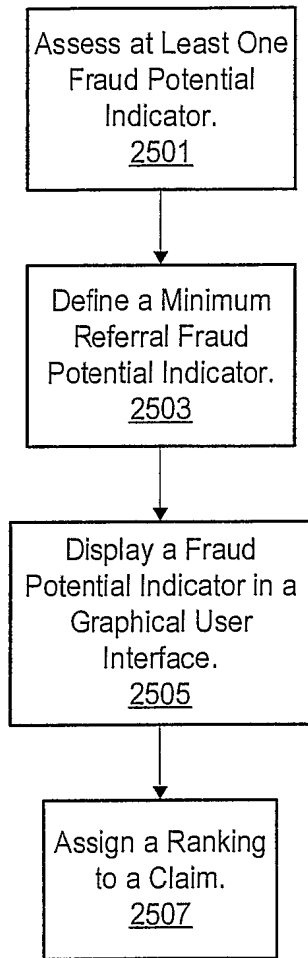 Assess at Least One
Fraud Potential
Indicator.
2501
Define a Minimum
Referral Fraud
Potential Indicator.
2503
Display a Fraud
Potential Indicator in a
Graphical User
Interface.
2505
Assign a Ranking
to a Claim.
2507